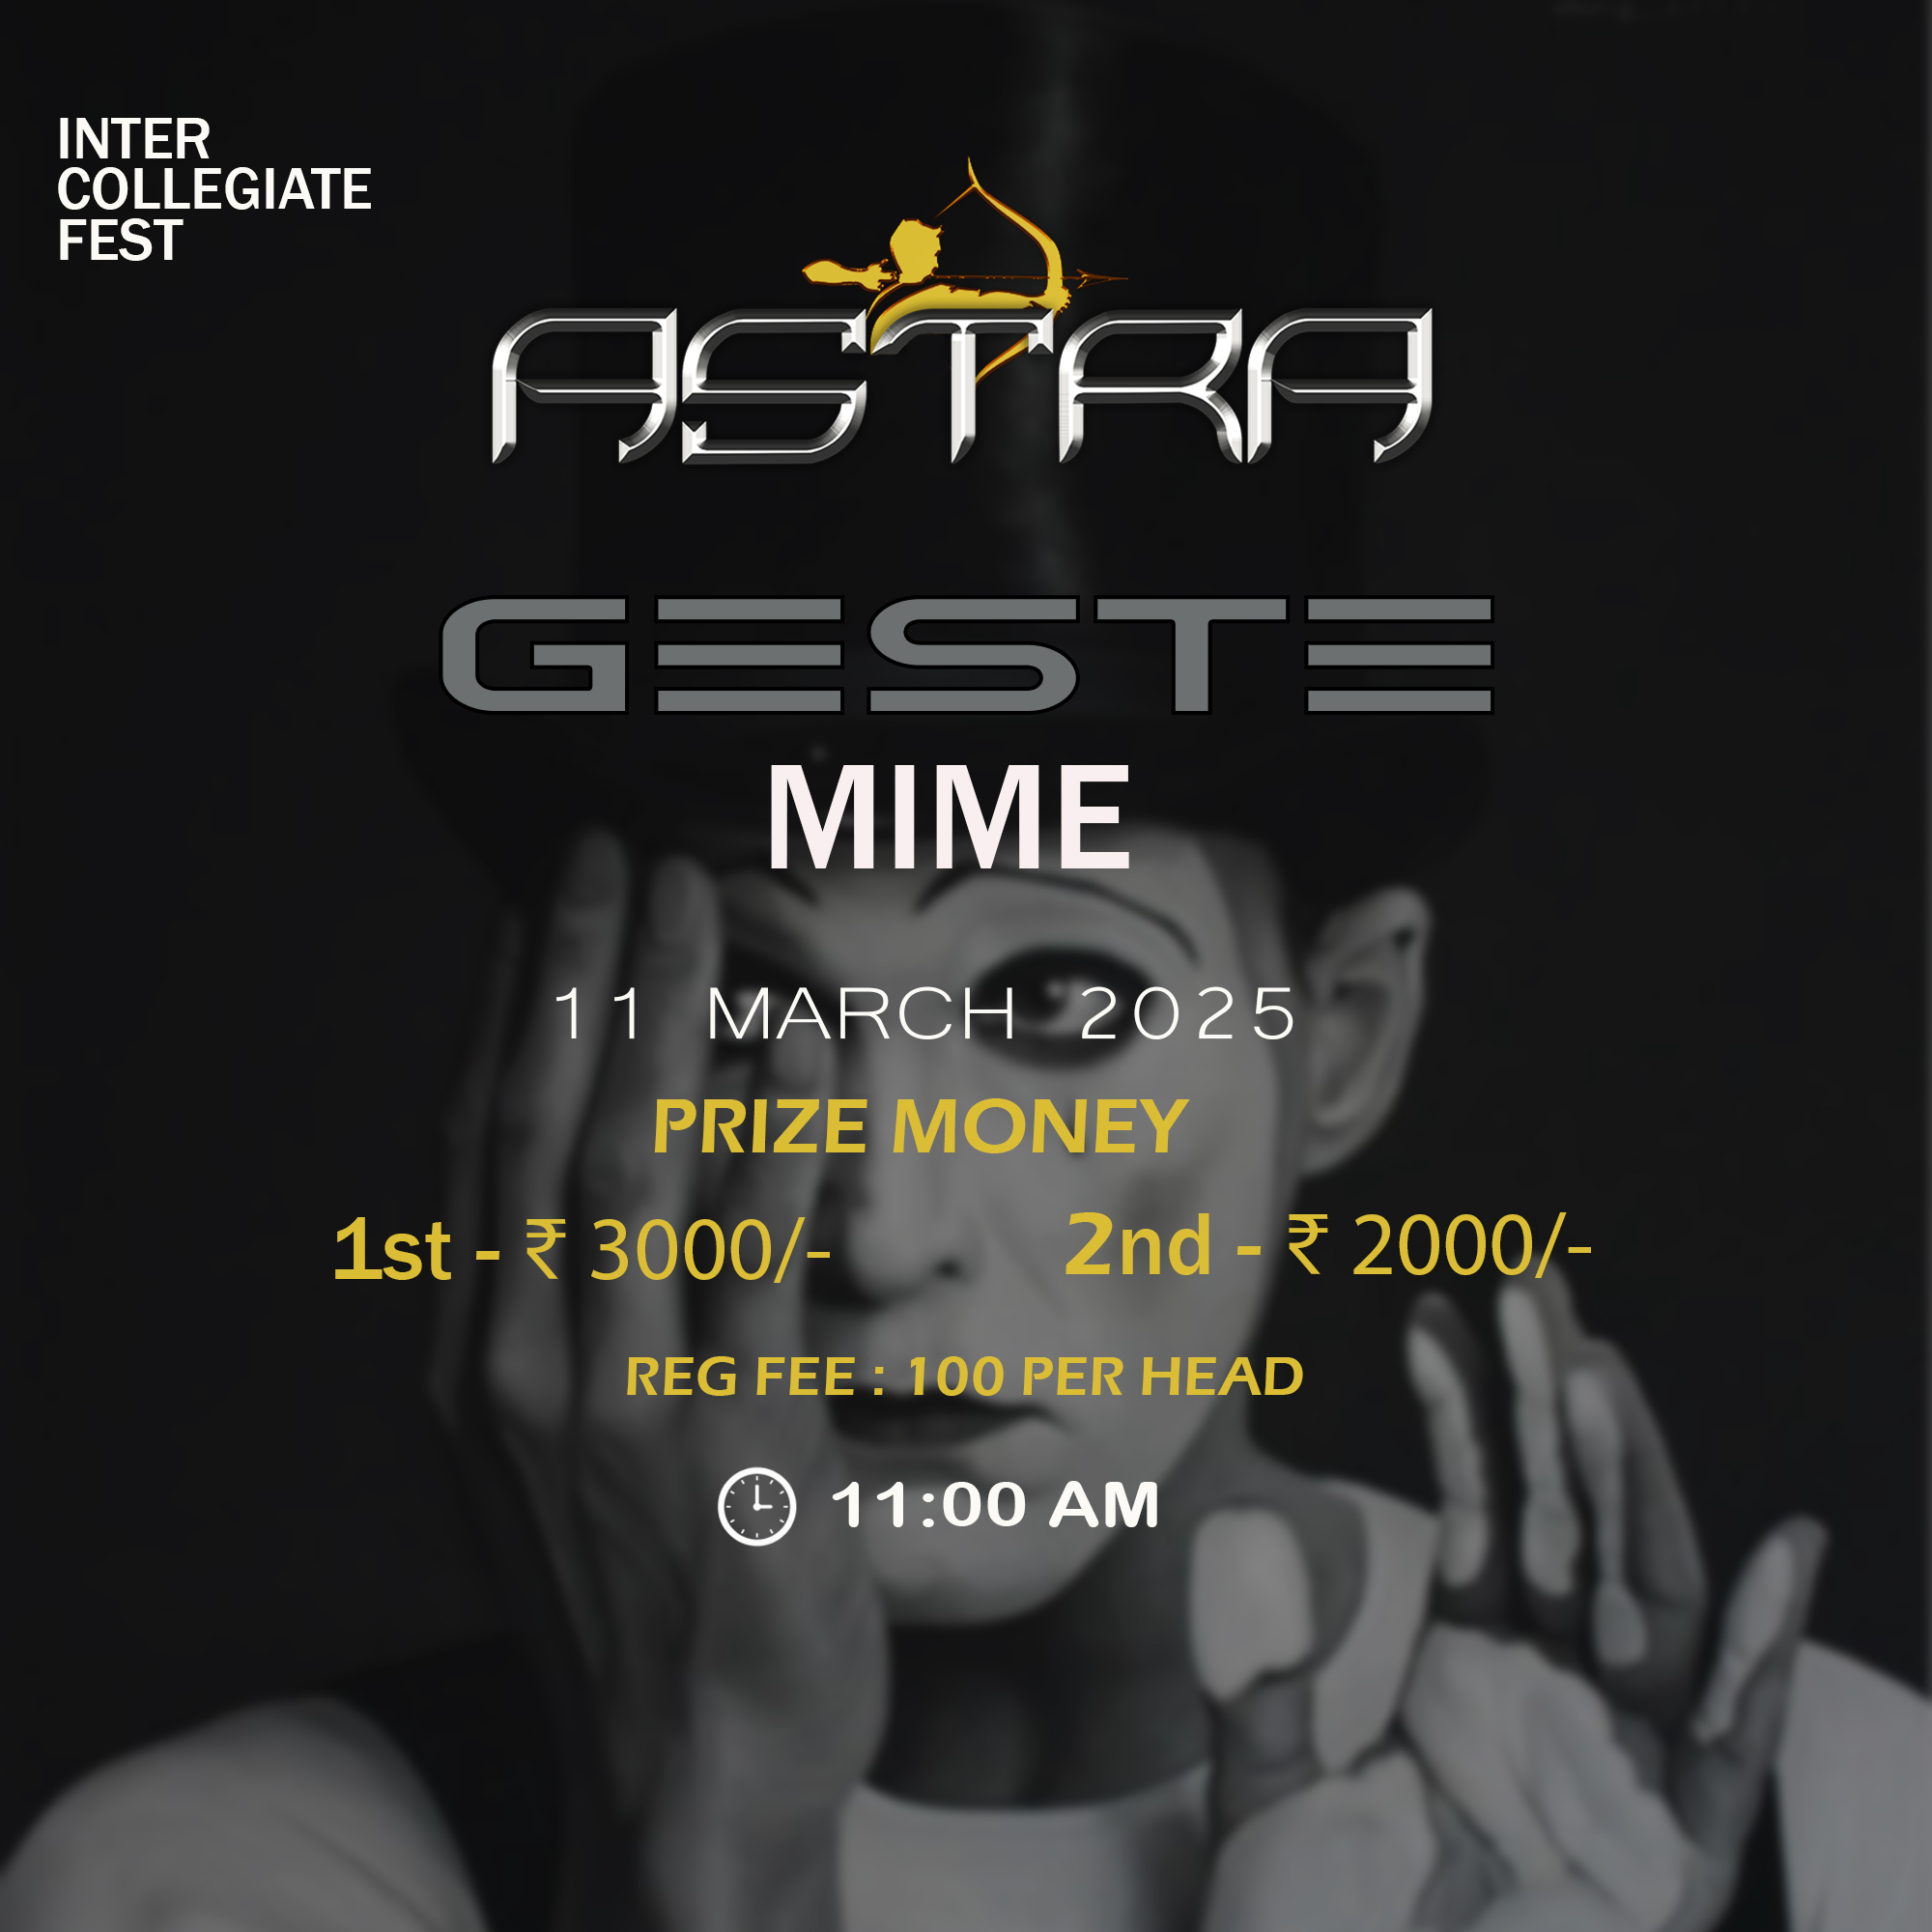 INTER
COLLEGIATE
FEST
ASTRA
GESTE
MIME
11 MARCH 2025
PRIZE MONEY
1st - ₹ 3000/- 2nd - ₹ 2000/-
REG FEE : 100 PER HEAD
11:00 AM